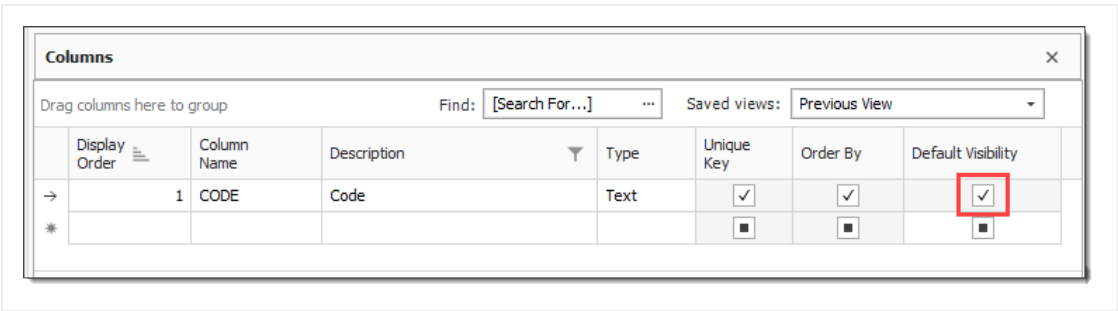 Columns
Drag columns here to group Find: [Search For...] ... Saved views: Previous View
Display Order Column Name Description Type Unique Key Order By Default Visibility
1 CODE Code Text